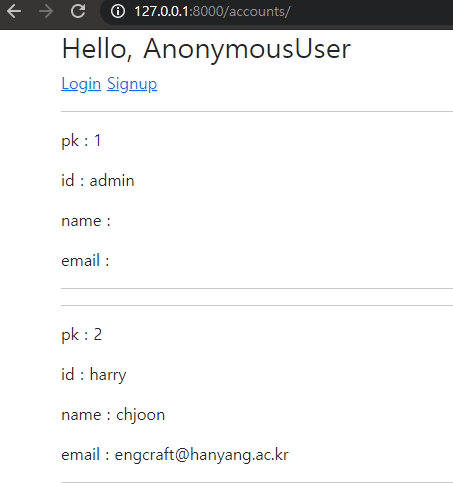 127.0.0.1:8000/accounts/
Hello, AnonymousUser
Login Signup
pk : 1
id : admin
name :
email :
pk : 2
id : harry
name : chjoon
email : engcraft@hanyang.ac.kr